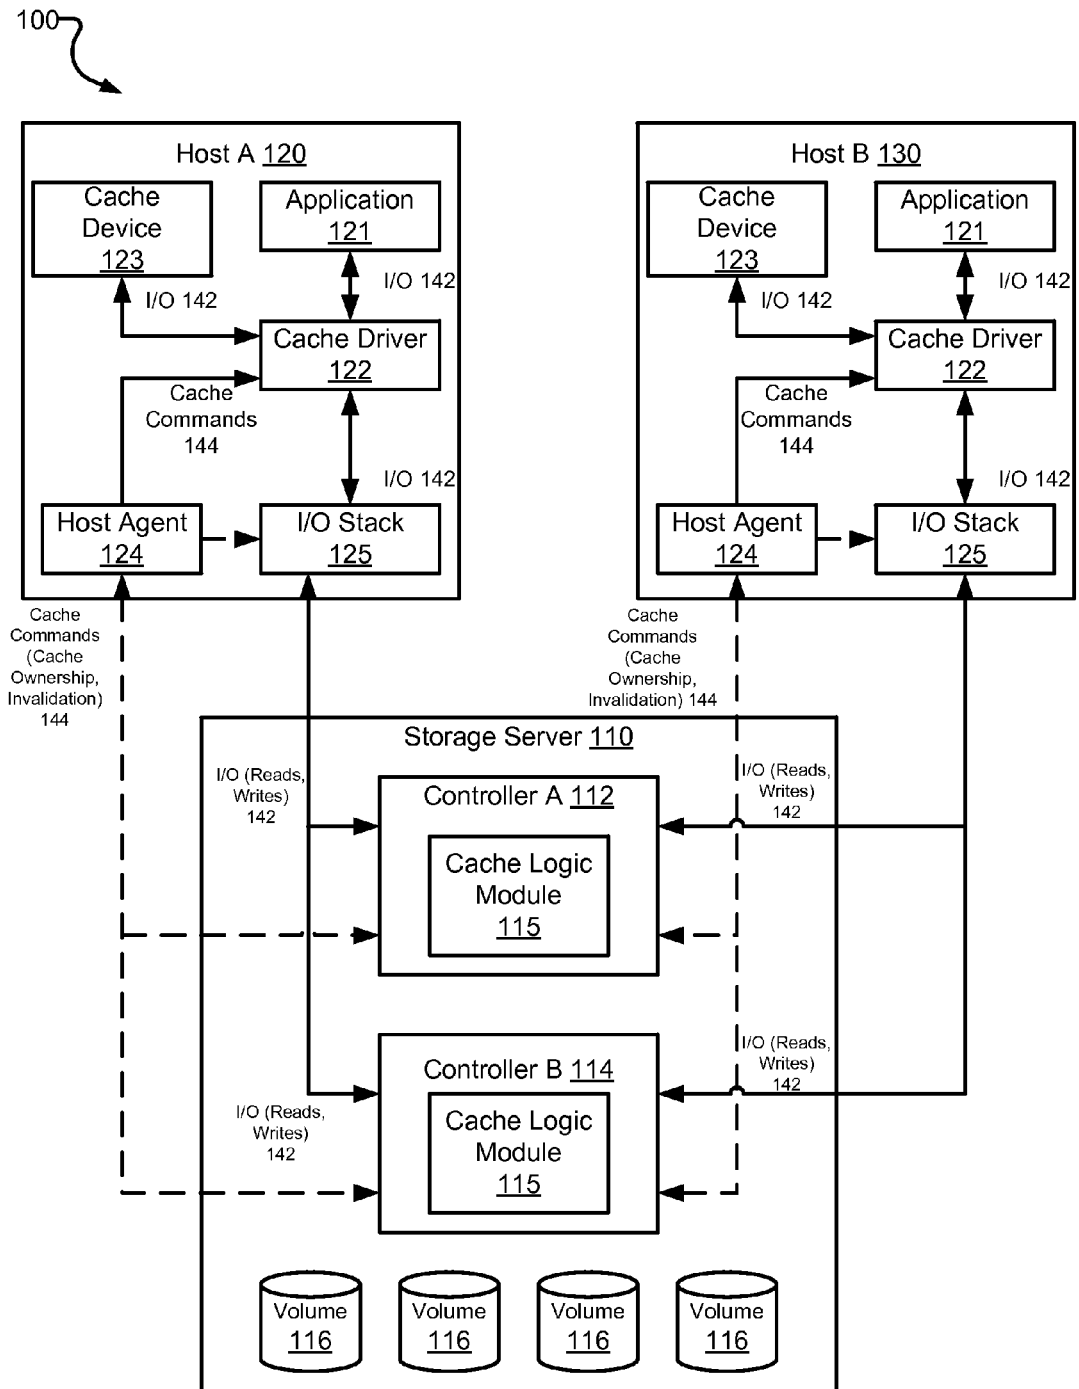 100
Host A 120
Cache
Device
123
Application
121
I/O 142
I/O 142
Cache Driver
122
Cache
Commands
144
I/O 142
Host Agent
124
I/O Stack
125
Host B 130
Cache
Device
123
Application
121
I/O 142
I/O 142
Cache Driver
122
Cache
Commands
144
I/O 142
Host Agent
124
I/O Stack
125
Cache
Commands
(Cache
Ownership,
Invalidation)
144
Cache
Commands
(Cache
Ownership,
Invalidation) 144
Storage Server 110
I/O (Reads,
Writes)
142
Controller A 112
Cache Logic
Module
115
I/O (Reads,
Writes)
142
I/O (Reads,
Writes)
142
Controller B 114
Cache Logic
Module
115
I/O (Reads,
Writes)
142
Volume
116
Volume
116
Volume
116
Volume
116